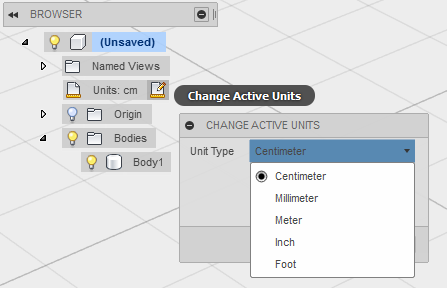 BROWSER
(Unsaved)
Named Views
Units: cm
Change Active Units
Origin
Bodies
Body1
CHANGE ACTIVE UNITS
Unit Type
Centimeter
Centimeter
Millimeter
Meter
Inch
Foot